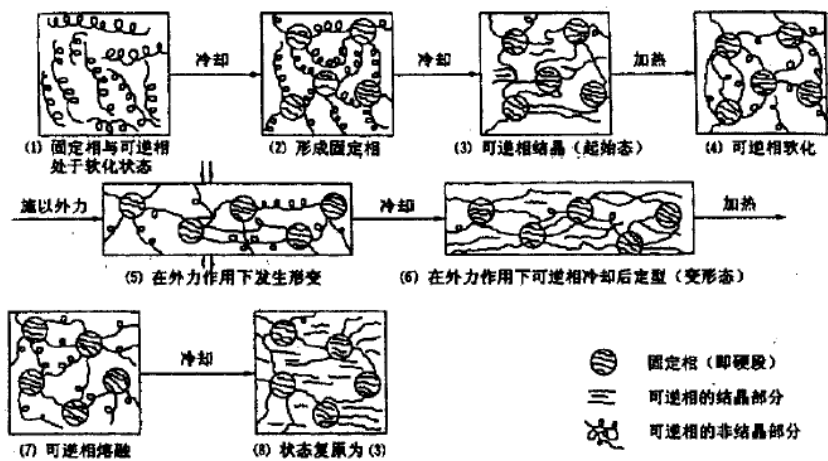 冷却
冷却
加热
(1) 固定相与可逆相
处于软化状态
(2) 形成固定相
(3) 可逆相结晶（起始态）
(4) 可逆相软化
施以外力
冷却
加热
(5) 在外力作用下发生形变
(6) 在外力作用下可逆相冷却后定型（变形态）
冷却
固定相（即硬段）
可逆相的结晶部分
可逆相的非结晶部分
(7) 可逆相熔融
(8) 状态复原为 (3)